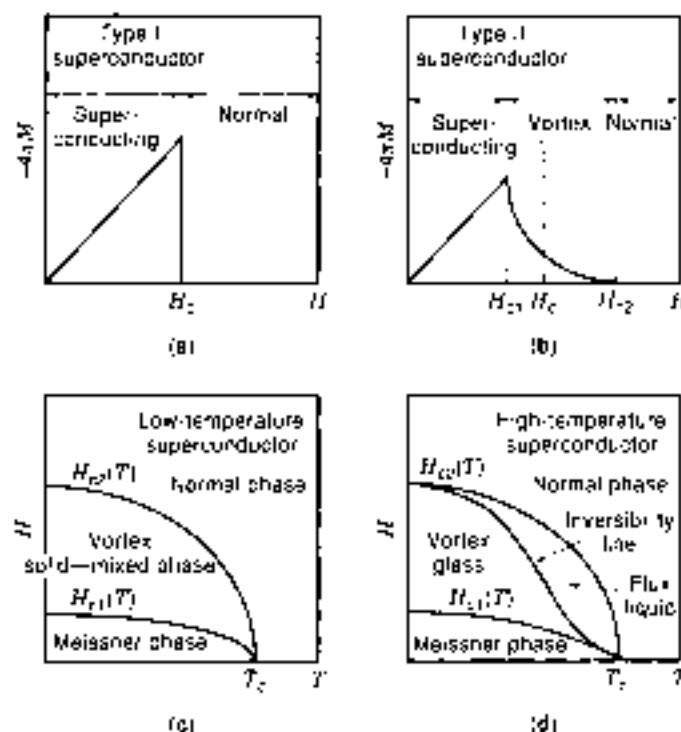 Type I
superconductor
Super-
conducting
Normal
−4πM
H_c
H
(a)
Type II
superconductor
Super-
conducting
Vortex
Normal
−4πM
H_c1
H_c
H_c2
H
(b)
Low-temperature
superconductor
H_c2(T)
Normal phase
H
Vortex
solid—mixed phase
H_c1(T)
Meissner phase
T_c
T
(c)
High-temperature
superconductor
H_c2(T)
Normal phase
H
line
Vortex
glass
Flux
liquid
H_c1(T)
Meissner phase
T_c
T
(d)